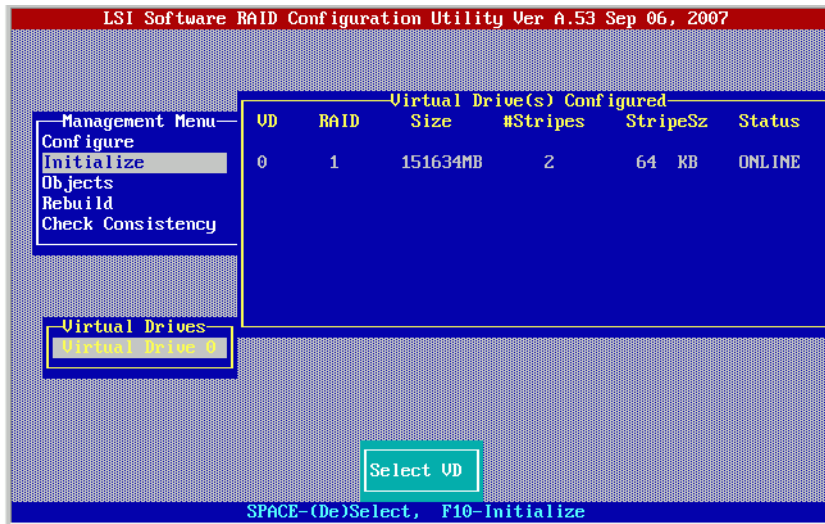 LSI Software RAID Configuration Utility Ver A.53 Sep 06, 2007
Virtual Drive(s) Configured
VD RAID Size #Stripes StripeSz Status
0 1 151634MB 2 64 KB ONLINE
Management Menu
Configure
Initialize
Objects
Rebuild
Check Consistency
Virtual Drives
Virtual Drive 0
Select VD
SPACE-(De)Select, F10-Initialize